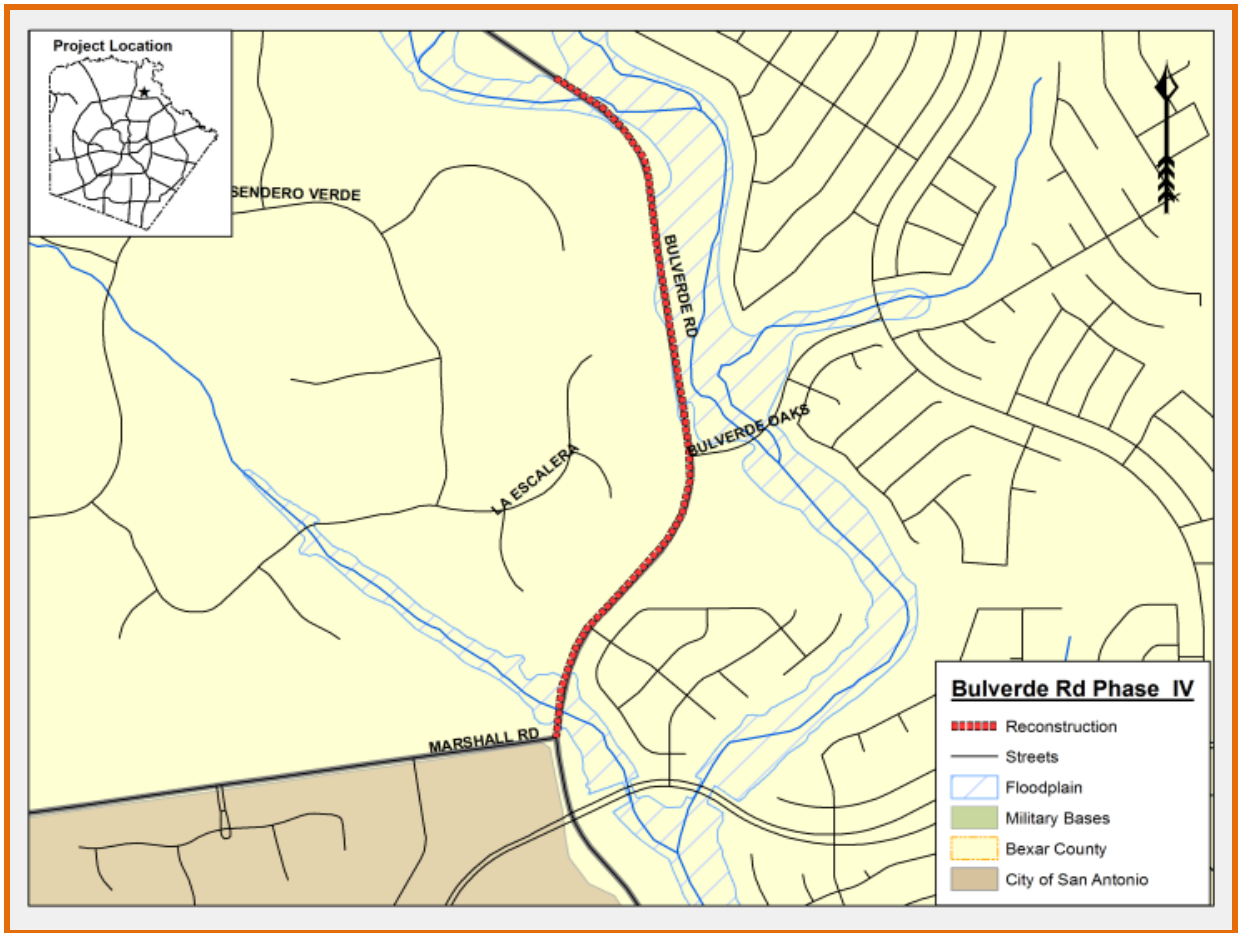 Project Location
SENDERO VERDE
BULVERDE RD
BULVERDE OAKS
LA ESCALERA
MARSHALL RD
Bulverde Rd Phase IV
Reconstruction
Streets
Floodplain
Military Bases
Bexar County
City of San Antonio